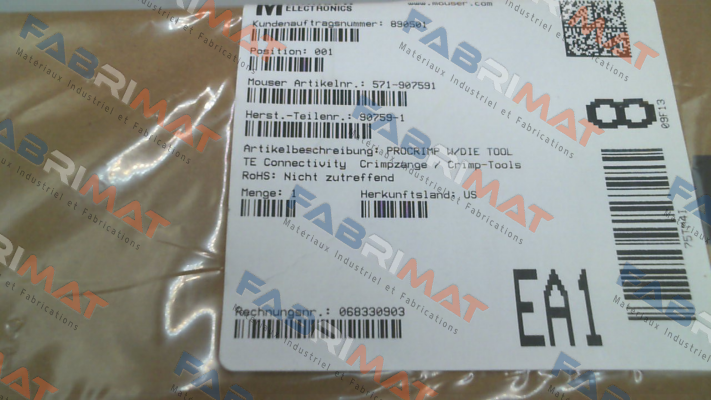 ELECTRONICS
www.mouser.com
Kundenauftragsnummer: 890501
Position: 001
Mouser Artikelnr.: 571-907591
Herst.-Teilenr.: 90759-1
Artikelbeschreibung: PROCRIMP W/DIE TOOL
TE Connectivity Crimpzange / Crimp-Tools
RoHS: Nicht zutreffend
Menge: 1 Herkunftsland: US
Rechnungsnr.: 068330903
EA1
8
09F13
FABRIMAT
Materiaux Industriel et Fabrications